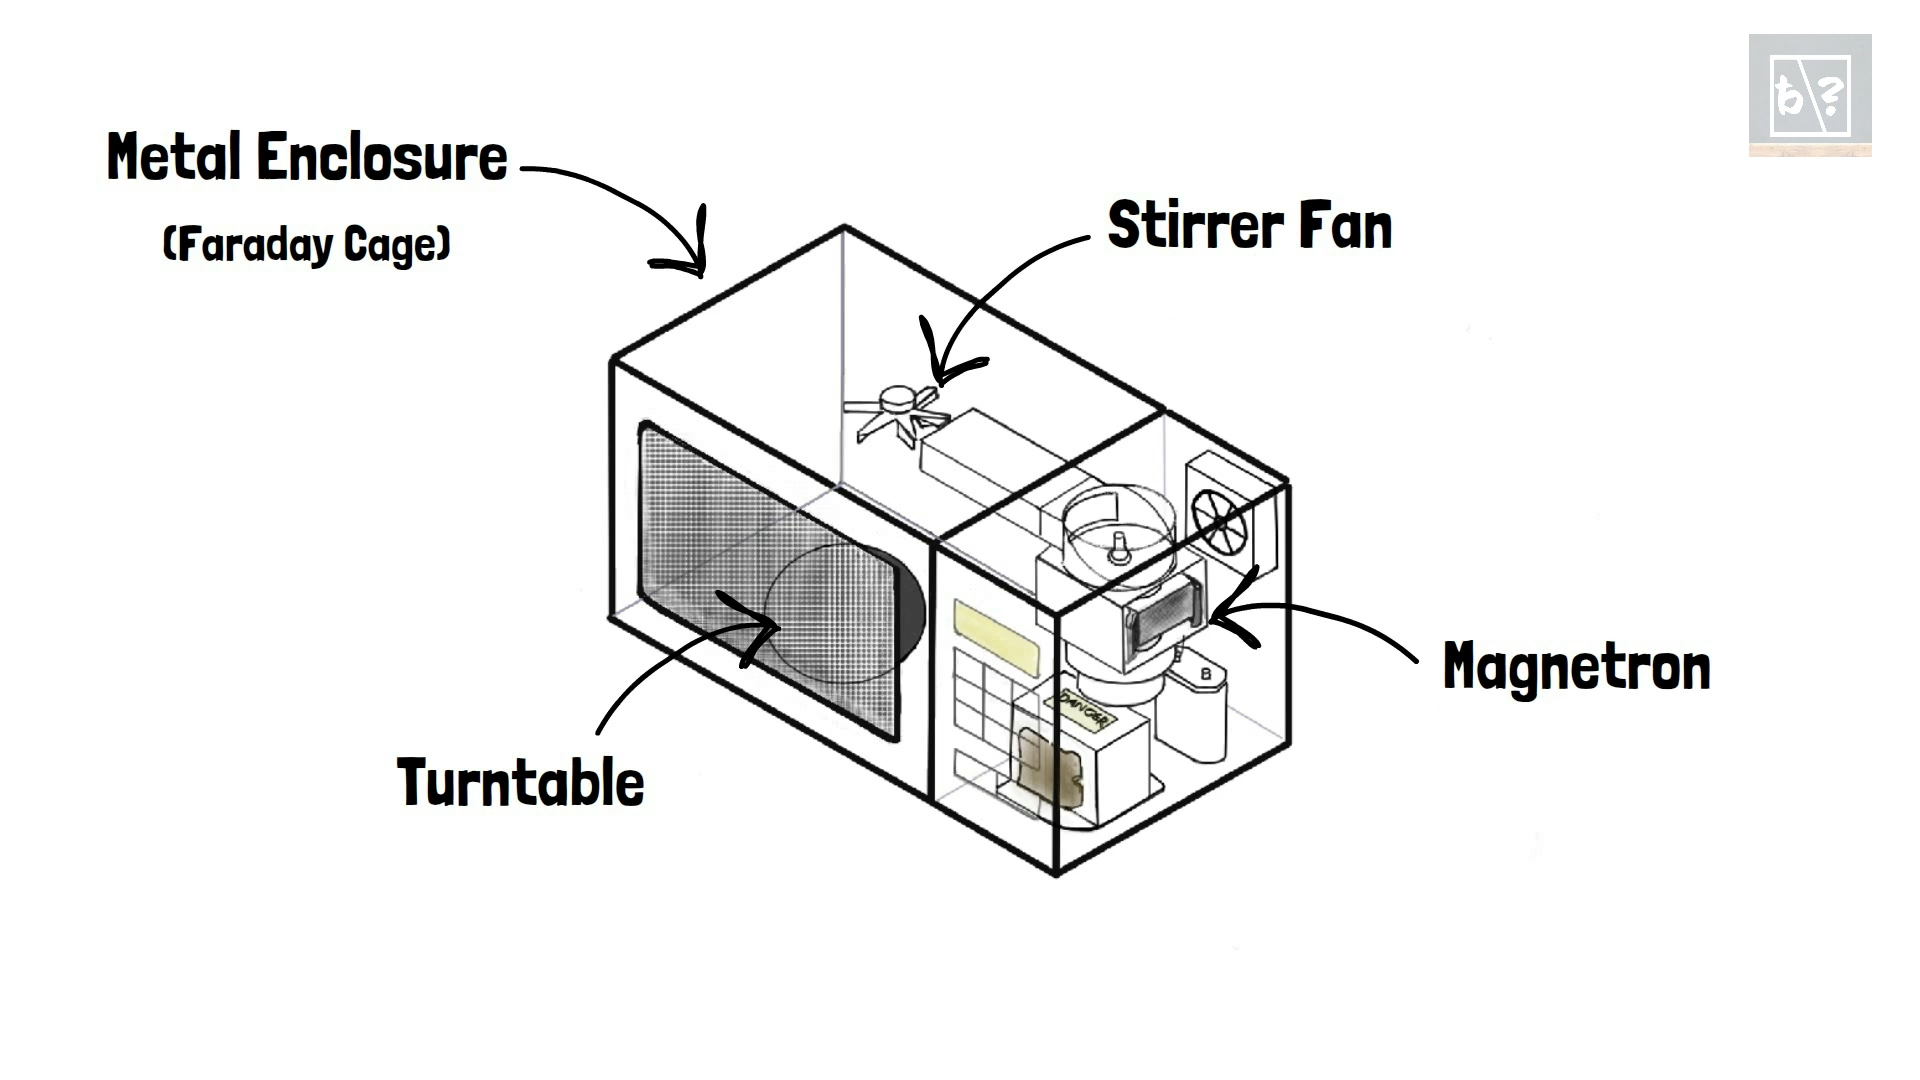 Metal Enclosure
(Faraday Cage)
Stirrer Fan
Magnetron
DANGER
Turntable